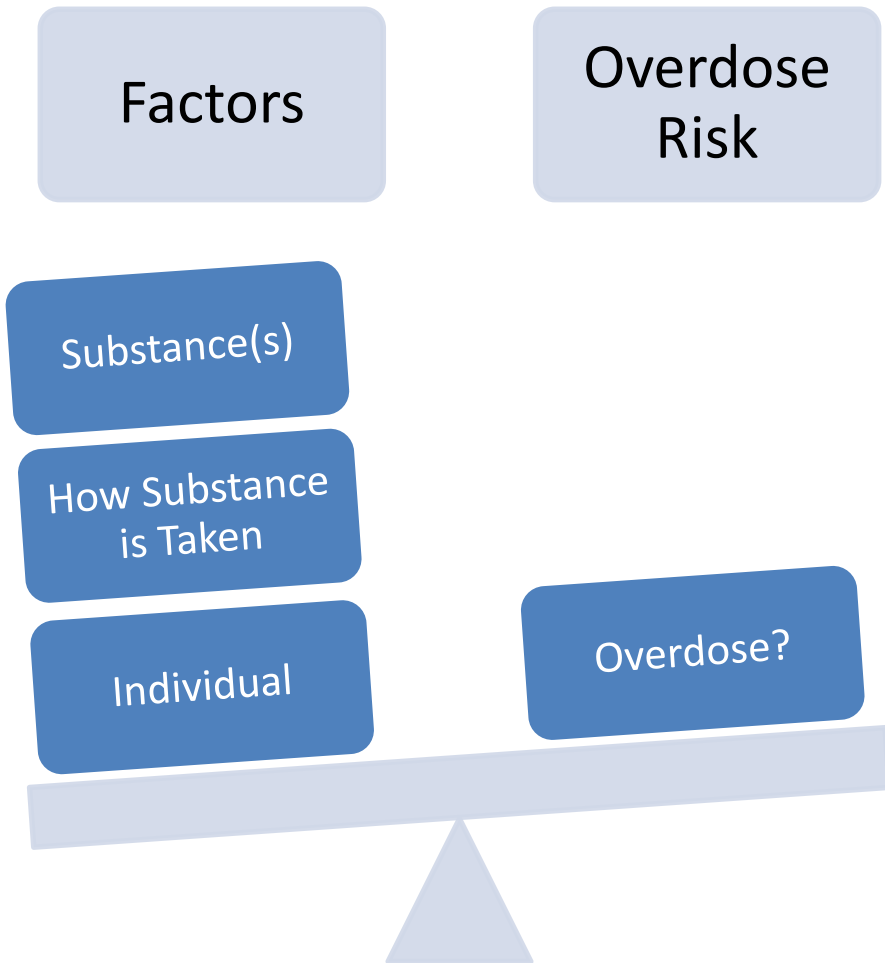 Factors
Overdose
Risk
Substance(s)
How Substance
is Taken
Individual
Overdose?